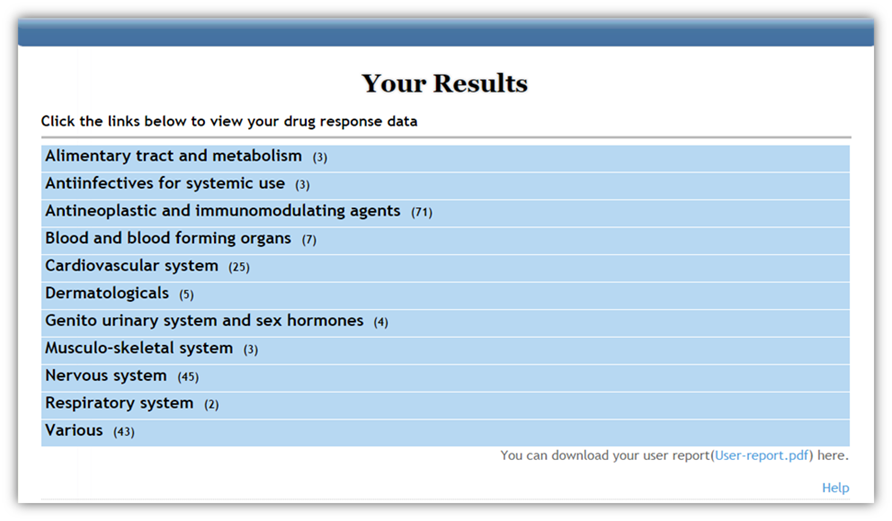 Your Results
Click the links below to view your drug response data
Alimentary tract and metabolism (3)
Antiinfectives for systemic use (3)
Antineoplastic and immunomodulating agents (71)
Blood and blood forming organs (7)
Cardiovascular system (25)
Dermatologicals (5)
Genito urinary system and sex hormones (4)
Musculo-skeletal system (3)
Nervous system (45)
Respiratory system (2)
Various (43)
You can download your user report(User-report.pdf) here.
Help